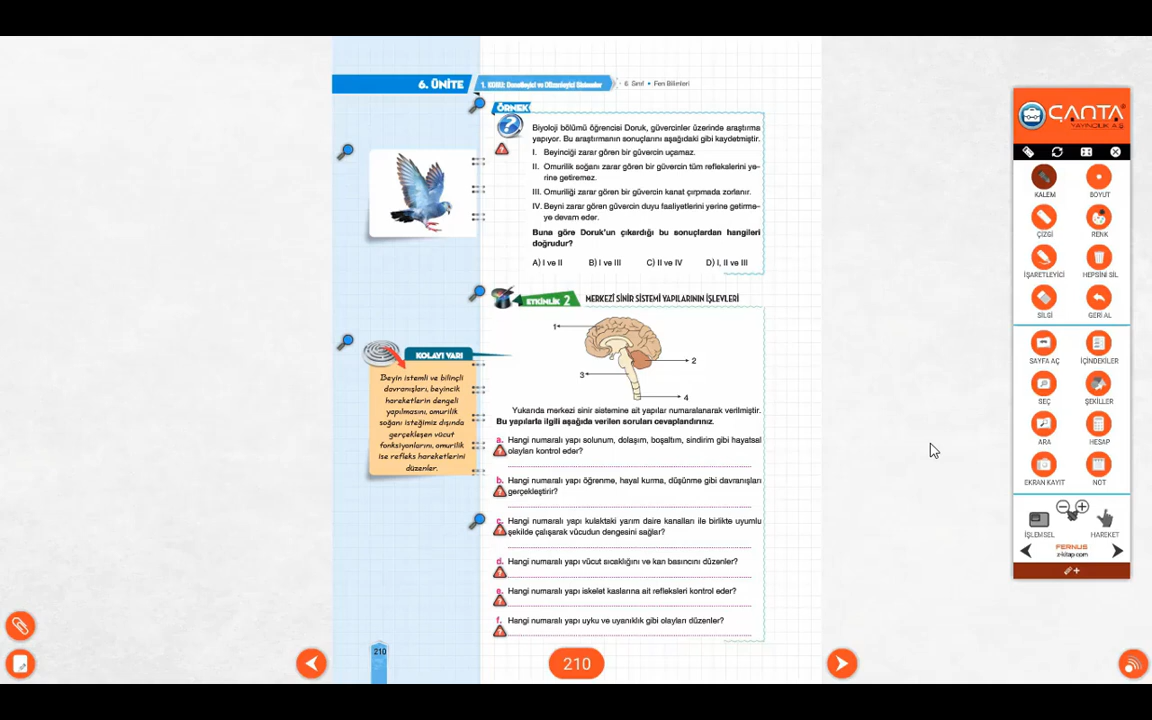 6. ÜNİTE
1. KONU: Denetleyici ve Düzenleyici Sistemler
6. Sınıf • Fen Bilimleri
ÖRNEK
Biyoloji bölümü öğrencisi Doruk, güvercinler üzerinde araştırma
yapıyor. Bu araştırmanın sonuçlarını aşağıdaki gibi kaydetmiştir.
I. Beyinciği zarar gören bir güvercin uçamaz.
II. Omurilik soğanı zarar gören bir güvercin tüm reflekslerini ye-
rine getiremez.
III. Omuriliği zarar gören bir güvercin kanat çırpmada zorlanır.
IV. Beyni zarar gören güvercin duyu faaliyetlerini yerine getirme-
ye devam eder.
Buna göre Doruk'un çıkardığı bu sonuçlardan hangileri
doğrudur?
A) I ve II B) I ve III C) II ve IV D) I, II ve III
ETKİNLİK 2 MERKEZİ SİNİR SİSTEMİ YAPILARININ İŞLEVLERİ
1
2
3
4
KOLAYI VAR!
Beyin istemli ve bilinçli
davranışları, beyincik
hareketlerin dengeli
yapılmasını, omurilik
soğanı isteğimiz dışında
gerçekleşen vücut
fonksiyonlarını, omurilik
ise refleks hareketlerini
düzenler.
Yukarıda merkezi sinir sistemine ait yapılar numaralanarak verilmiştir.
Bu yapılarla ilgili aşağıda verilen soruları cevaplandırınız.
a. Hangi numaralı yapı solunum, dolaşım, boşaltım, sindirim gibi hayatsal
olayları kontrol eder?
b. Hangi numaralı yapı öğrenme, hayal kurma, düşünme gibi davranışları
gerçekleştirir?
c. Hangi numaralı yapı kulaktaki yarım daire kanalları ile birlikte uyumlu
şekilde çalışarak vücudun dengesini sağlar?
d. Hangi numaralı yapı vücut sıcaklığını ve kan basıncını düzenler?
e. Hangi numaralı yapı iskelet kaslarına ait refleksleri kontrol eder?
f. Hangi numaralı yapı uyku ve uyanıklık gibi olayları düzenler?
210
210
ÇANTA
YAYINCILIK A.Ş
KALEM BOYUT
ÇİZGİ RENK
İŞARETLEYİCİ HEPSİNİ SİL
SİLGİ GERİ AL
SAYFA AÇ İÇİNDEKİLER
SEÇ ŞEKİLLER
ARA HESAP
EKRAN KAYIT NOT
İŞLEMSEL HAREKET
FERNUS
z-kitap.com